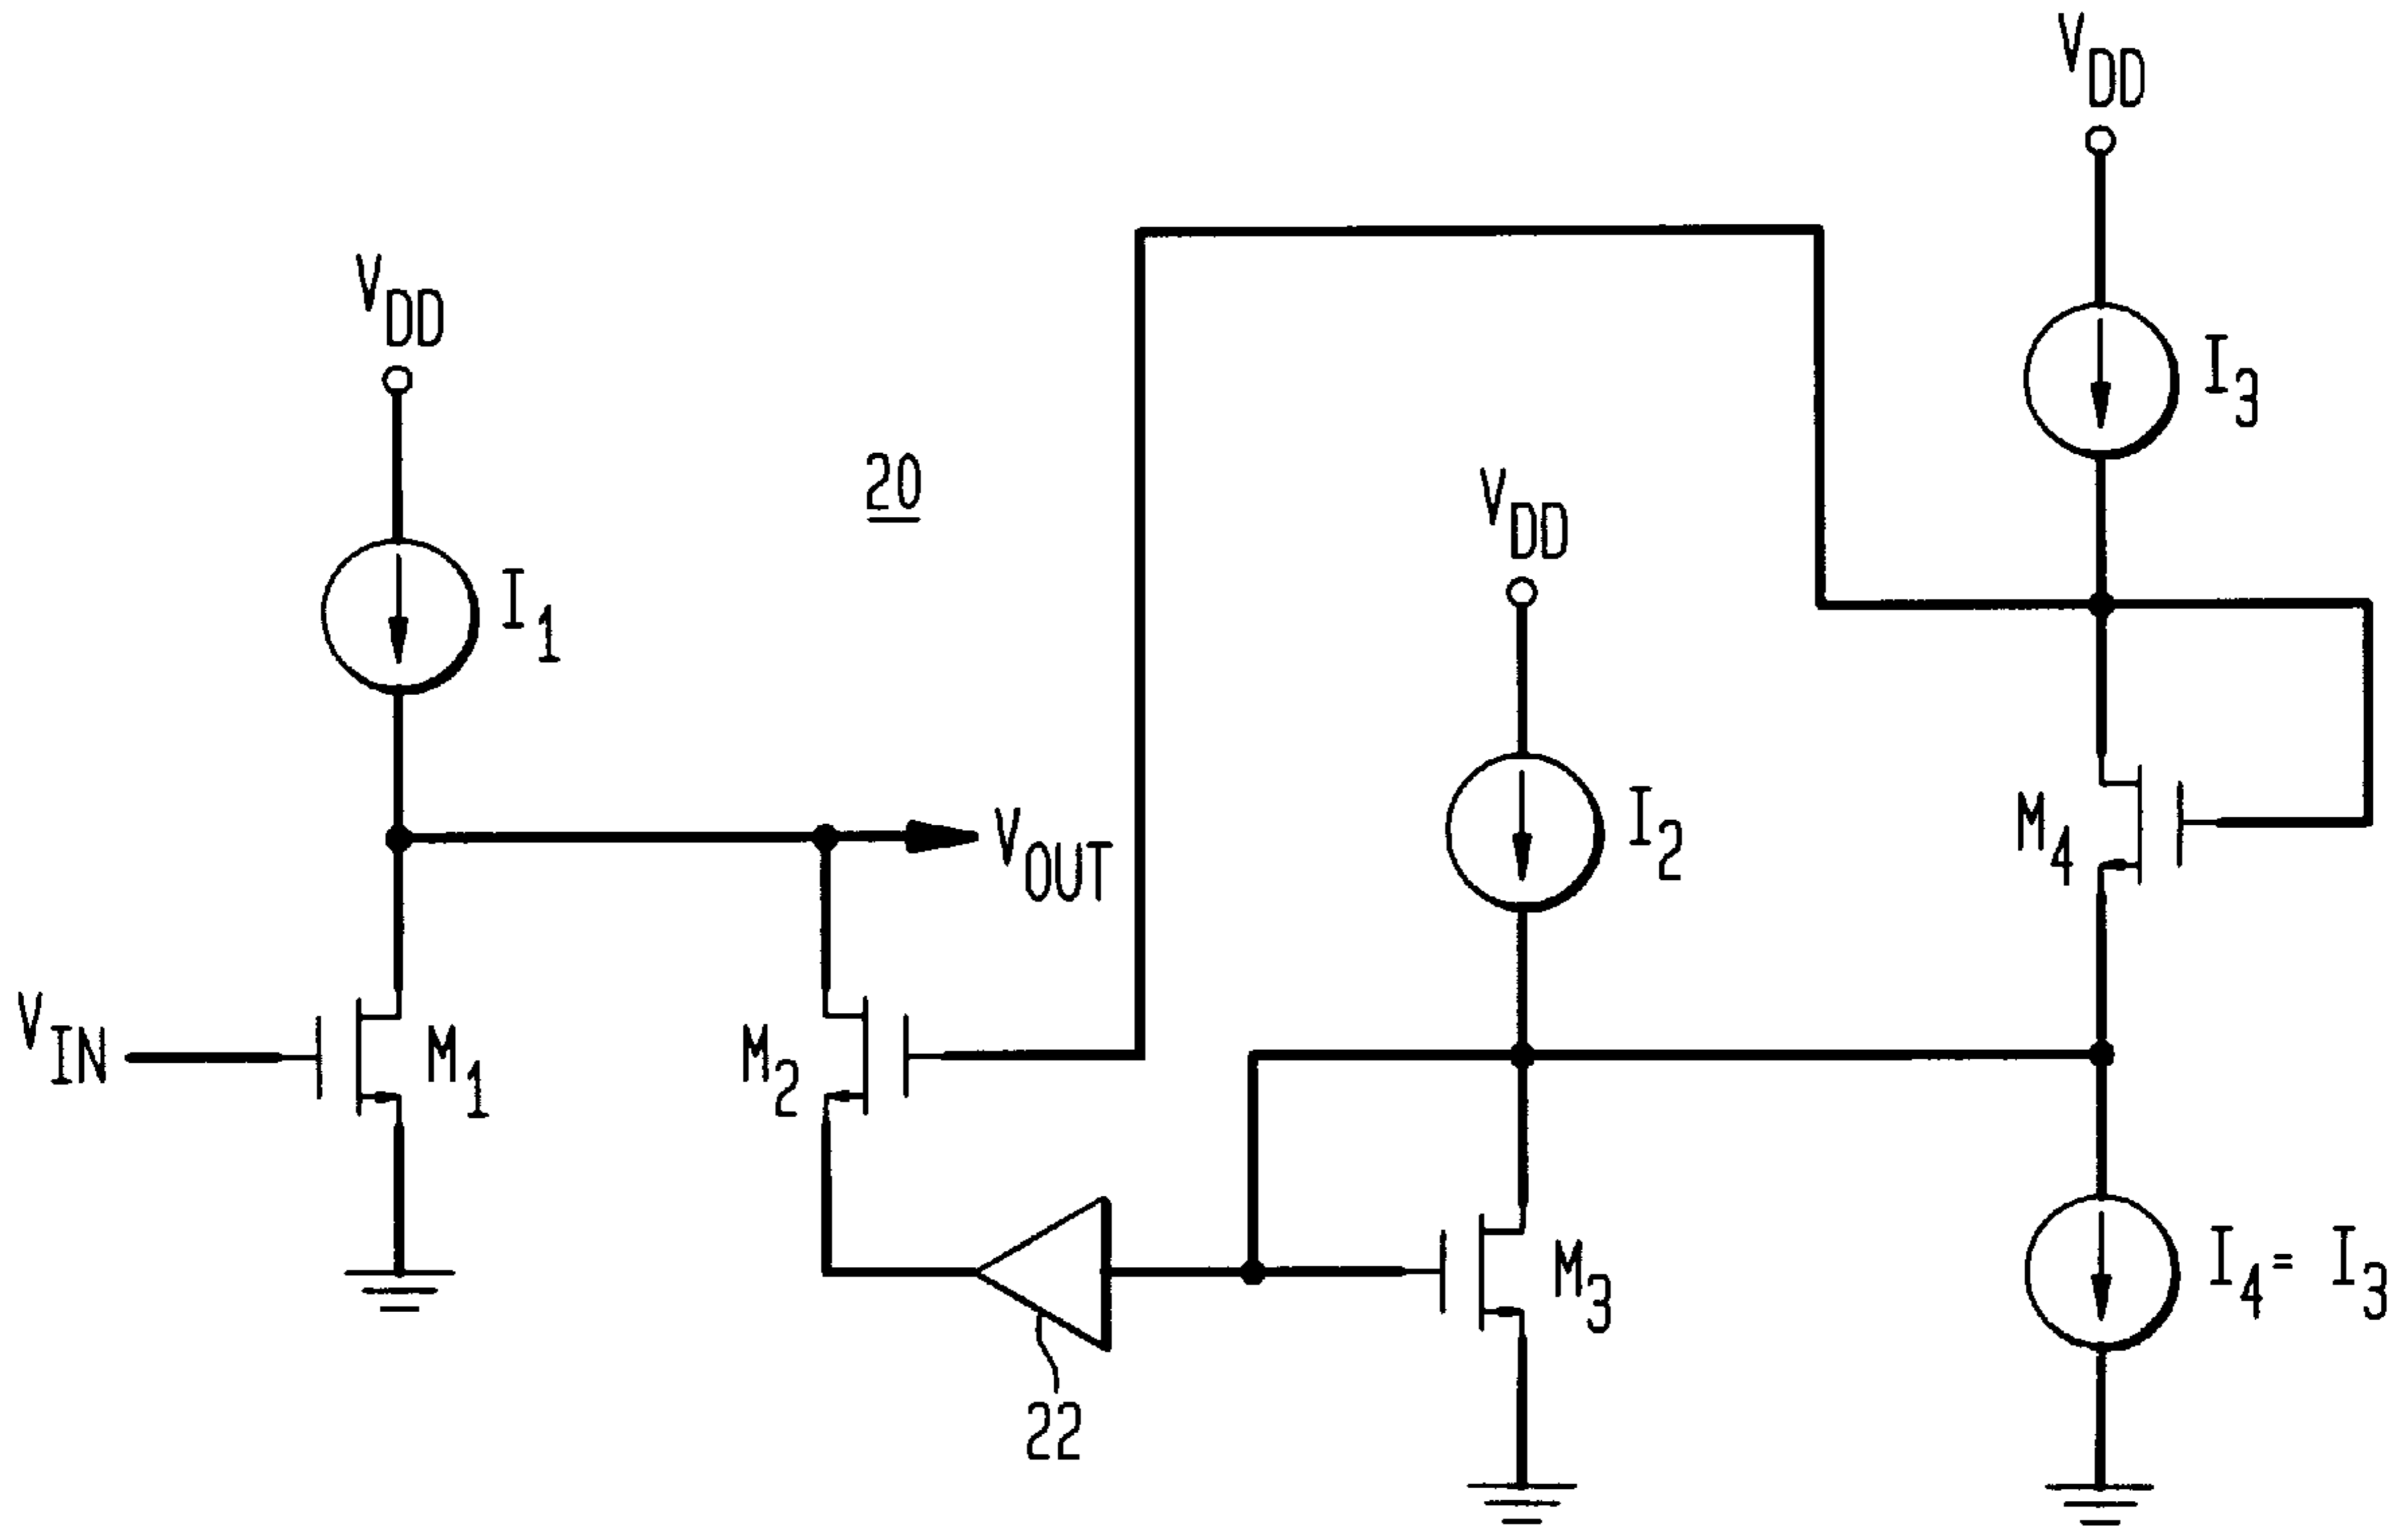 V_DD
V_DD
I_3
20
V_DD
I_1
I_2
V_OUT
M_4
V_IN
M_1
M_2
M_3
I_4 = I_3
22